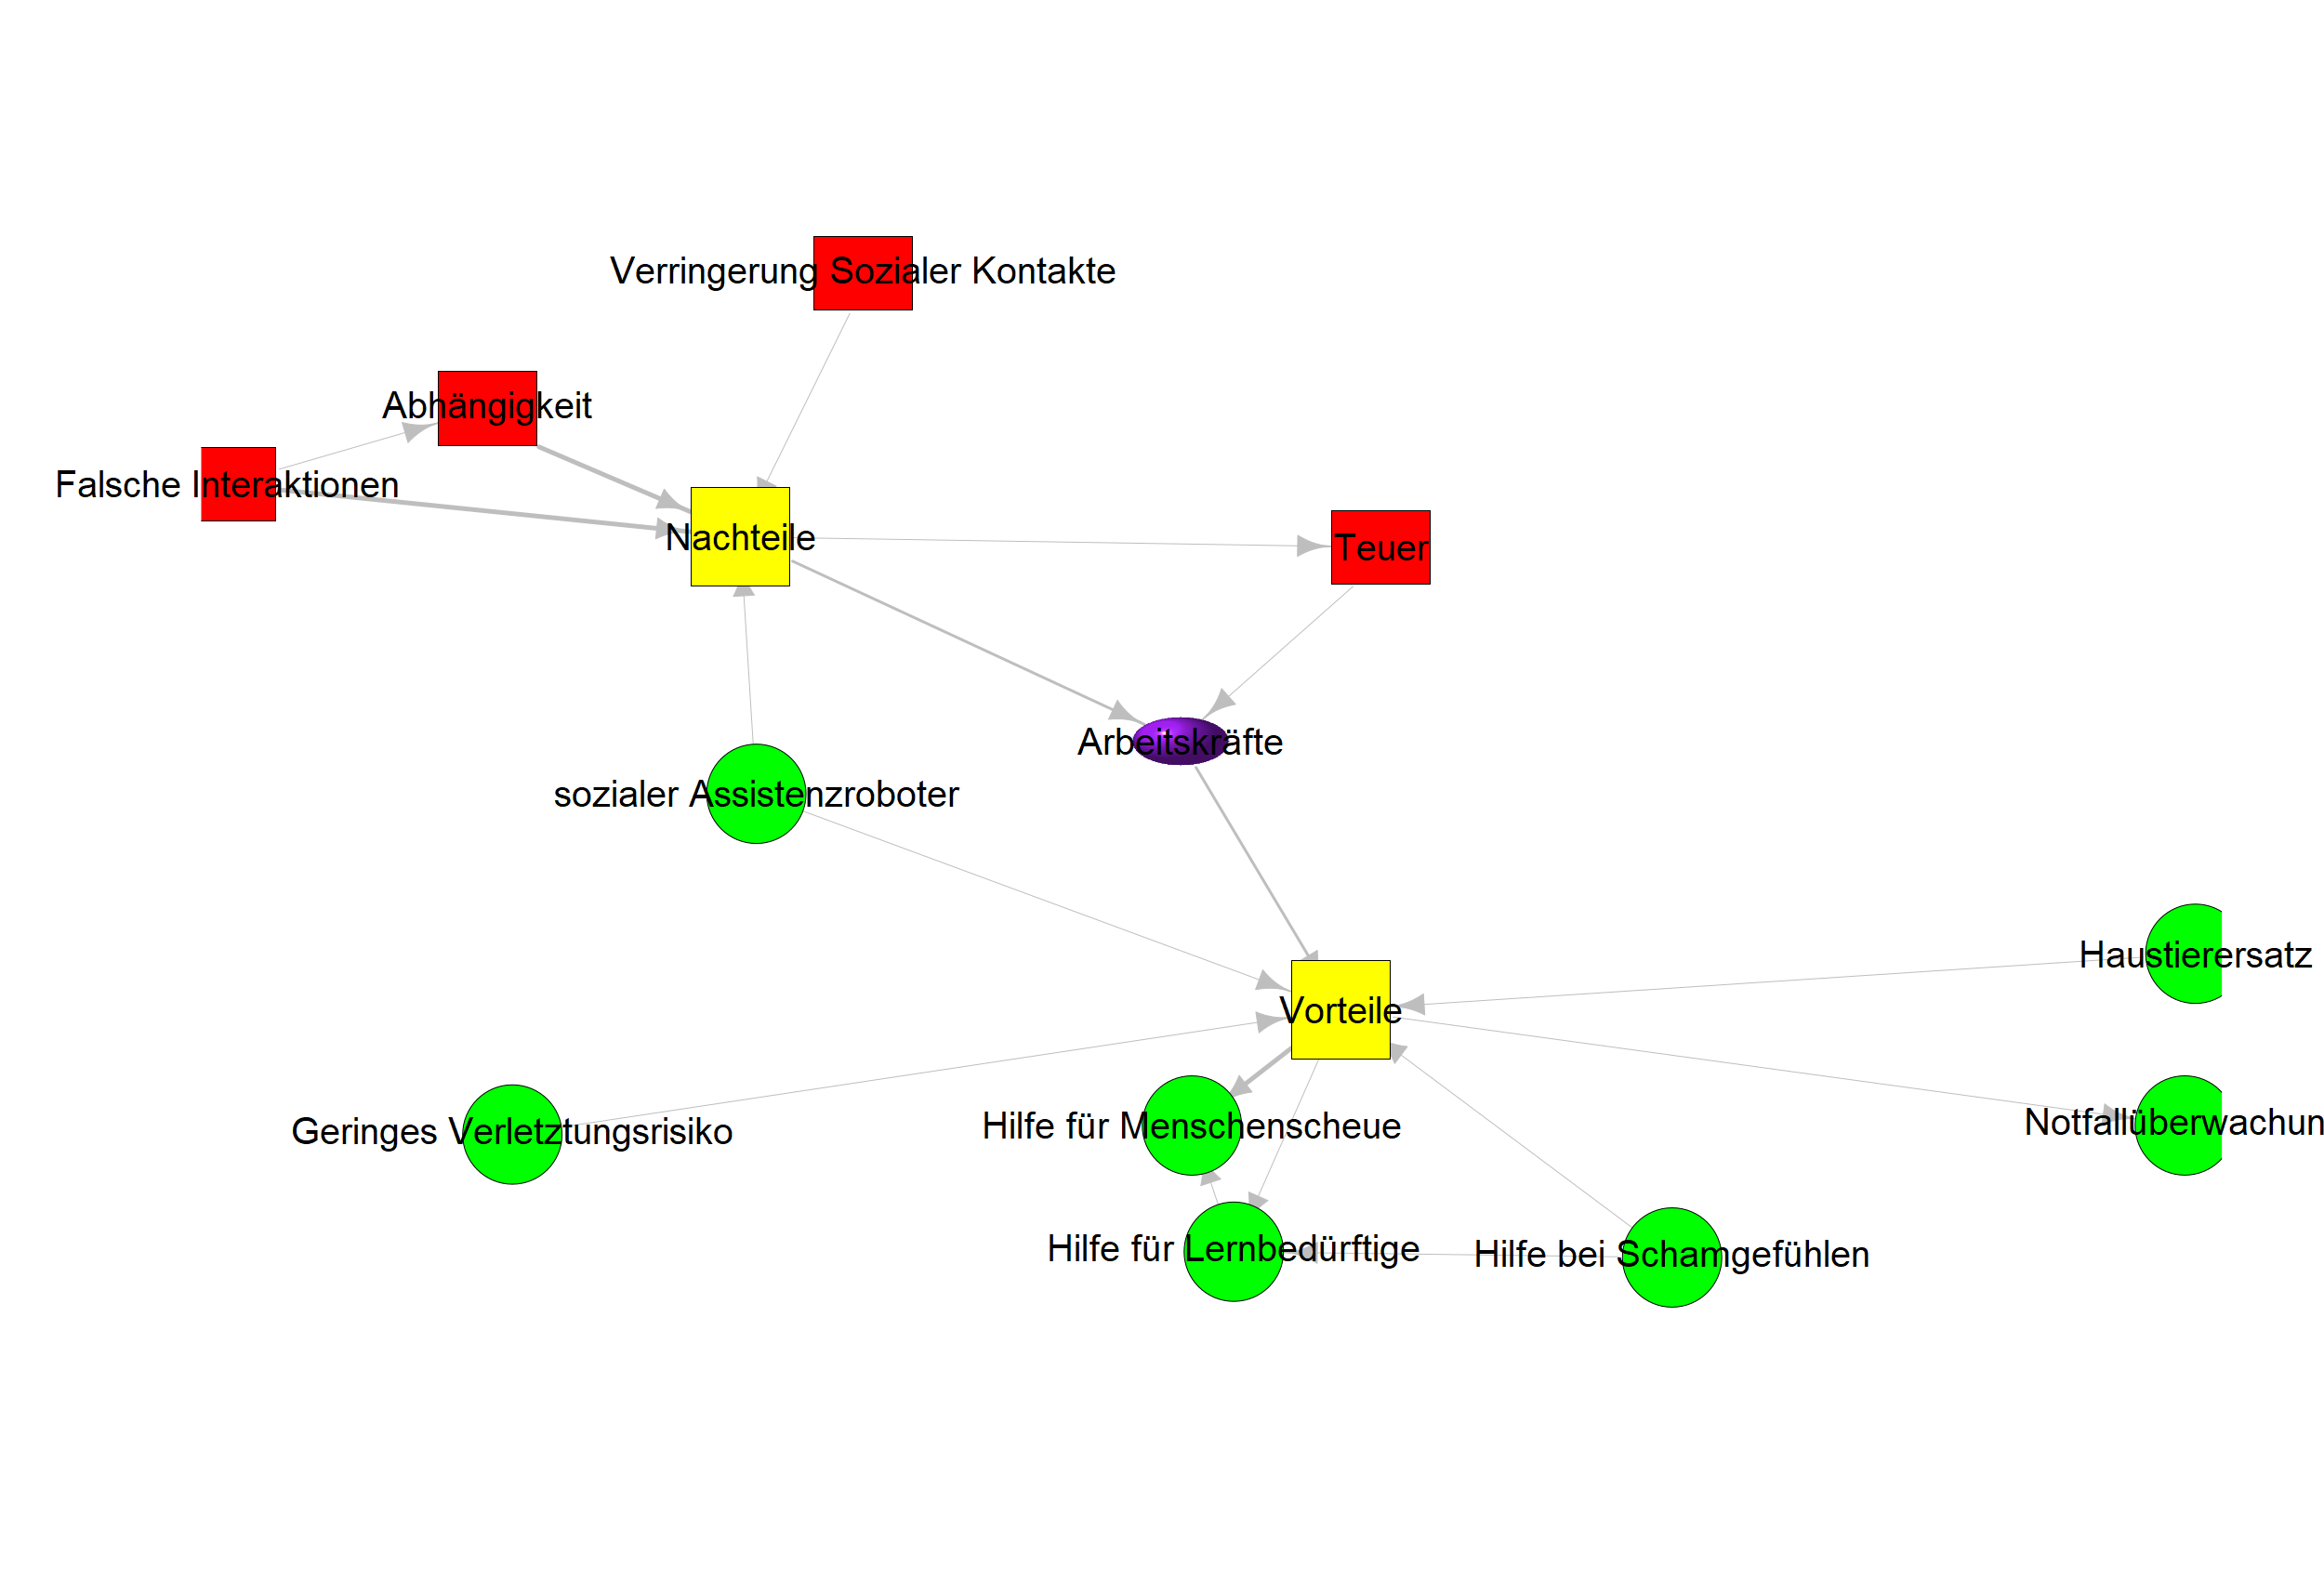 Verringerung Sozialer Kontakte
Abhängigkeit
Falsche Interaktionen
Nachteile
Teuer
Arbeitskräfte
sozialer Assistenzroboter
Haustierersatz
Vorteile
Notfallüberwachun
Hilfe für Menschenscheue
Geringes Verletztungsrisiko
Hilfe für Lernbedürftige
Hilfe bei Schamgefühlen